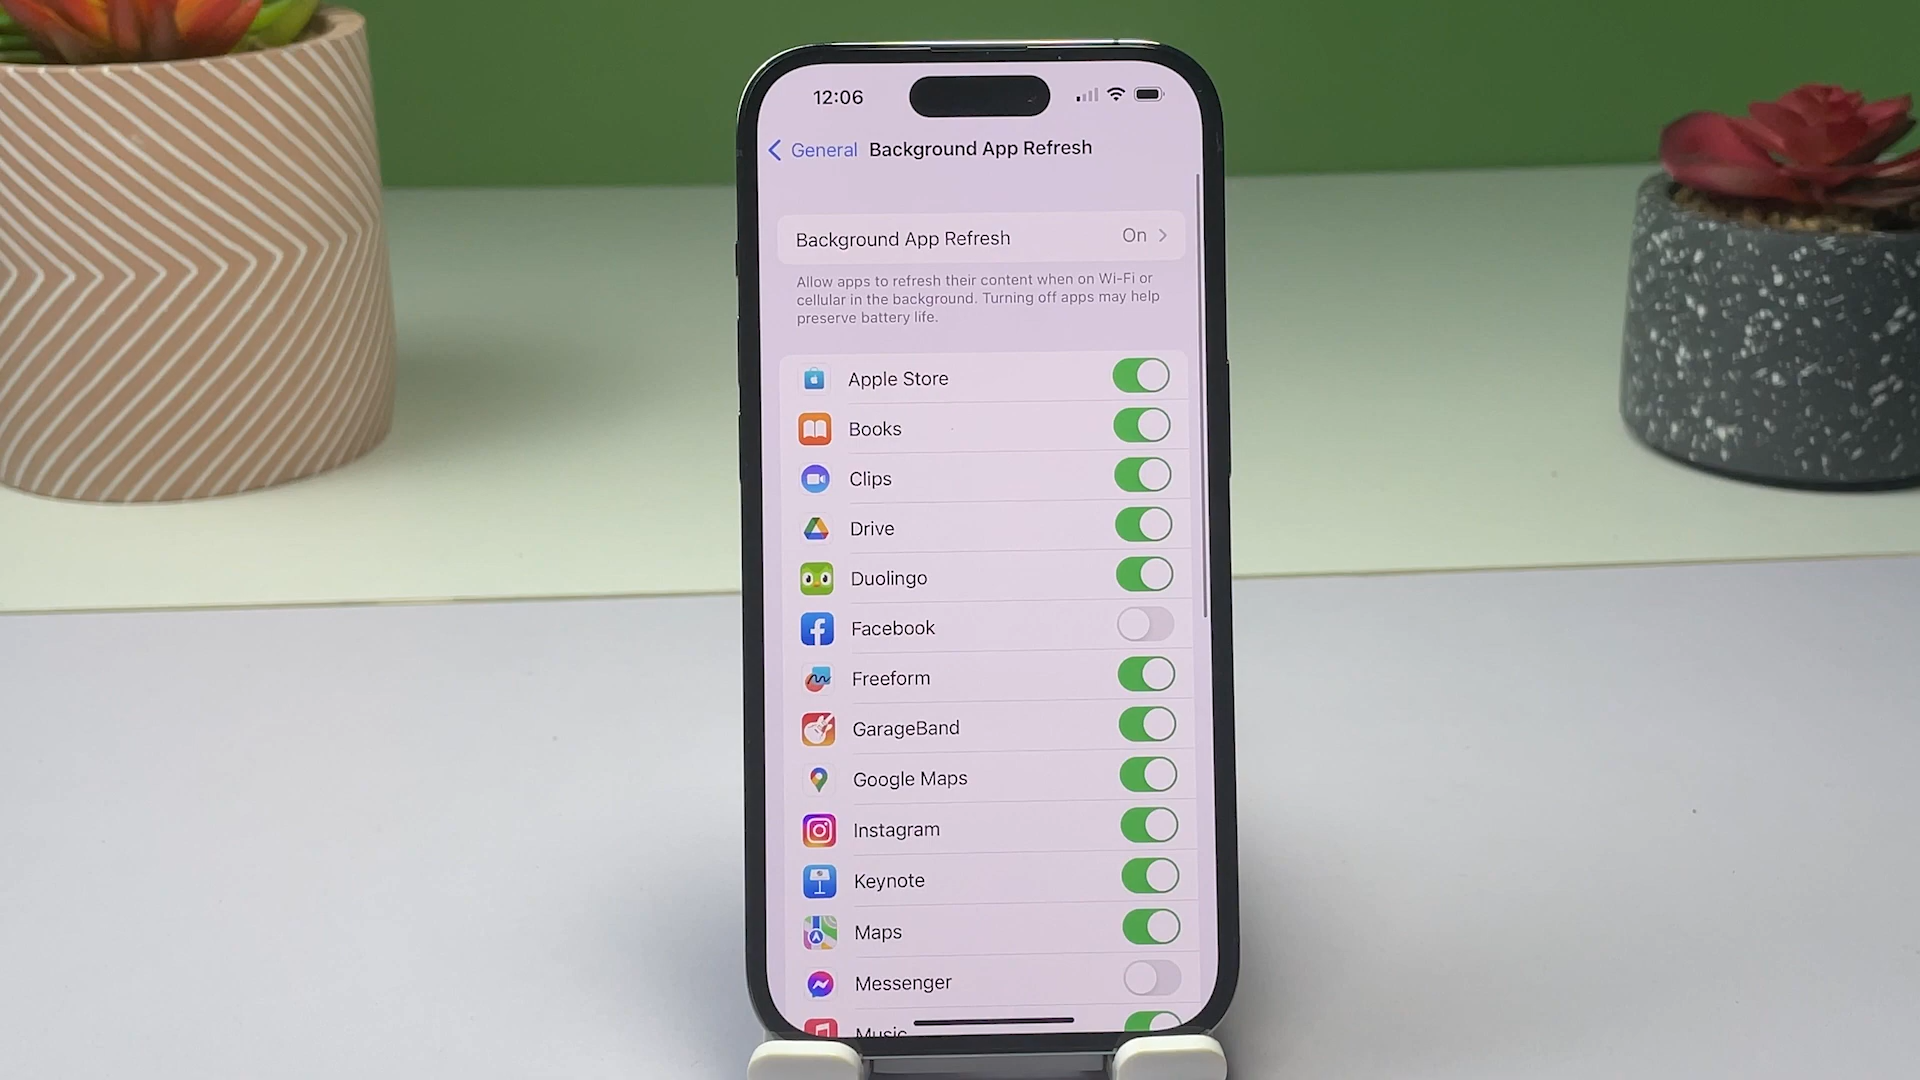 12:06
General Background App Refresh
Background App Refresh On
Allow apps to refresh their content when on Wi-Fi or
cellular in the background. Turning off apps may help
preserve battery life.
Apple Store
Books
Clips
Drive
Duolingo
Facebook
Freeform
GarageBand
Google Maps
Instagram
Keynote
Maps
Messenger
Music